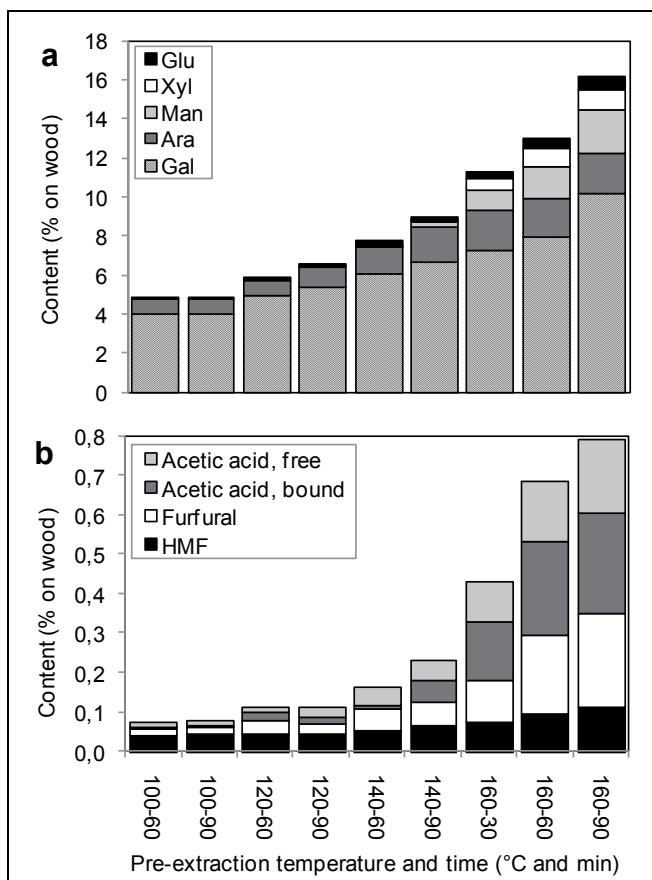 a
Glu
Xyl
Man
Ara
Gal
18
16
14
12
10
8
6
4
2
0
Content (% on wood)
b
Acetic acid, free
Acetic acid, bound
Furfural
HMF
0,8
0,7
0,6
0,5
0,4
0,3
0,2
0,1
0,0
Content (% on wood)
100-60
100-90
120-60
120-90
140-60
140-90
160-30
160-60
160-90
Pre-extraction temperature and time (°C and min)